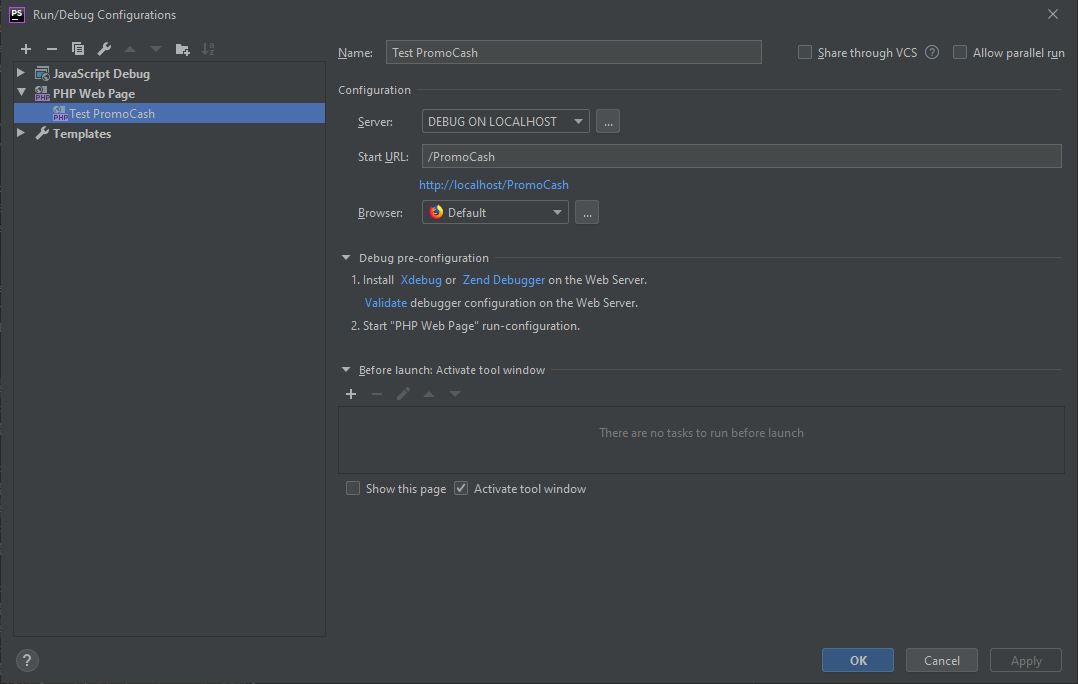 PS Run/Debug Configurations
JavaScript Debug
PHP PHP Web Page
PHP Test PromoCash
Templates
Name: Test PromoCash Share through VCS ? Allow parallel run
Configuration
Server: DEBUG ON LOCALHOST ...
Start URL: /PromoCash
http://localhost/PromoCash
Browser: Default ...
Debug pre-configuration
1. Install Xdebug or Zend Debugger on the Web Server.
Validate debugger configuration on the Web Server.
2. Start "PHP Web Page" run-configuration.
Before launch: Activate tool window
There are no tasks to run before launch
Show this page Activate tool window
? OK Cancel Apply